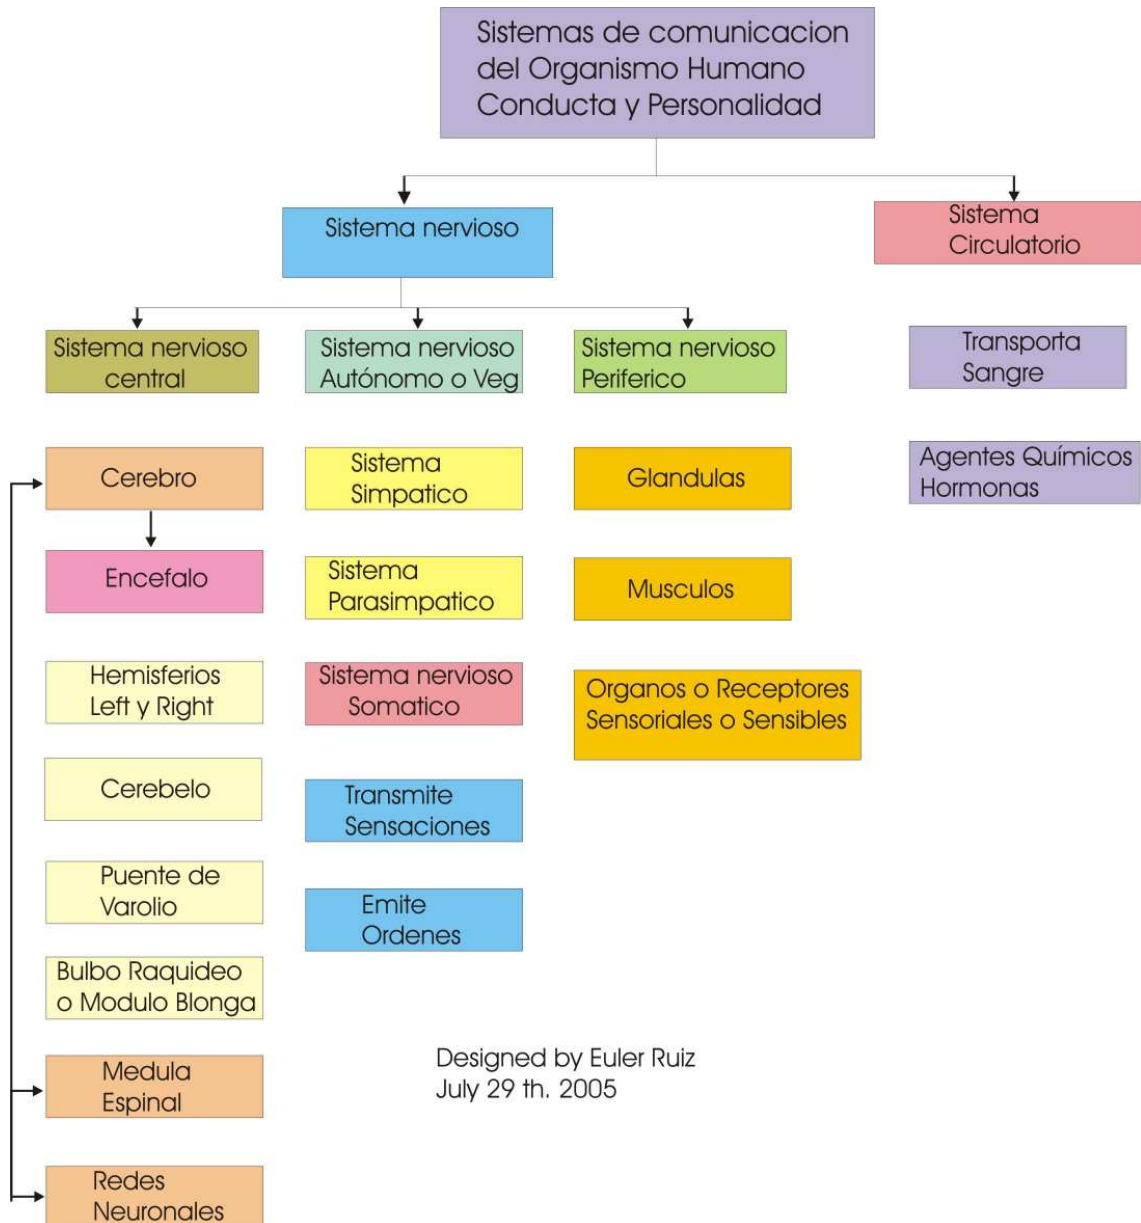 Sistemas de comunicacion
del Organismo Humano
Conducta y Personalidad
Sistema nervioso
Sistema
Circulatorio
Sistema nervioso
central
Sistema nervioso
Autónomo o Veg
Sistema nervioso
Periferico
Transporta
Sangre
Cerebro
Sistema
Simpatico
Glandulas
Agentes Químicos
Hormonas
Encefalo
Sistema
Parasimpatico
Musculos
Hemisferios
Left y Right
Sistema nervioso
Somatico
Organos o Receptores
Sensoriales o Sensibles
Cerebelo
Transmite
Sensaciones
Puente de
Varolio
Emite
Ordenes
Bulbo Raquideo
o Modulo Blonga
Medula
Espinal
Designed by Euler Ruiz
July 29 th. 2005
Redes
Neuronales